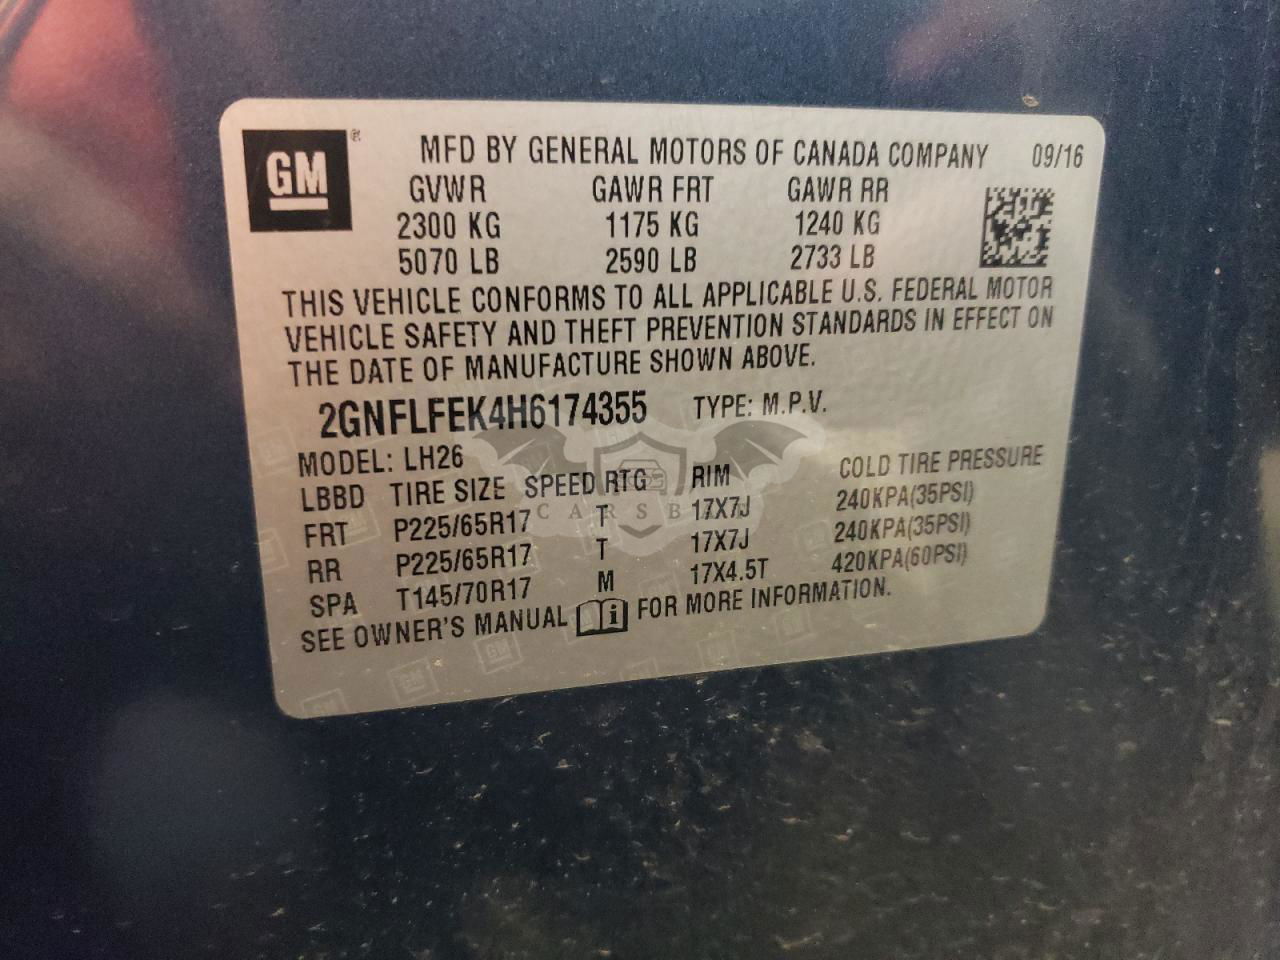 GM ® MFD BY GENERAL MOTORS OF CANADA COMPANY 09/16
GVWR GAWR FRT GAWR RR
2300 KG 1175 KG 1240 KG
5070 LB 2590 LB 2733 LB
THIS VEHICLE CONFORMS TO ALL APPLICABLE U.S. FEDERAL MOTOR
VEHICLE SAFETY AND THEFT PREVENTION STANDARDS IN EFFECT ON
THE DATE OF MANUFACTURE SHOWN ABOVE.
2GNFLFEK4H6174355 TYPE: M.P.V.
MODEL: LH26
LBBD TIRE SIZE SPEED RTG RIM COLD TIRE PRESSURE
FRT P225/65R17 T 17X7J 240KPA(35PSI)
RR P225/65R17 T 17X7J 240KPA(35PSI)
SPA T145/70R17 M 17X4.5T 420KPA(60PSI)
SEE OWNER'S MANUAL FOR MORE INFORMATION.